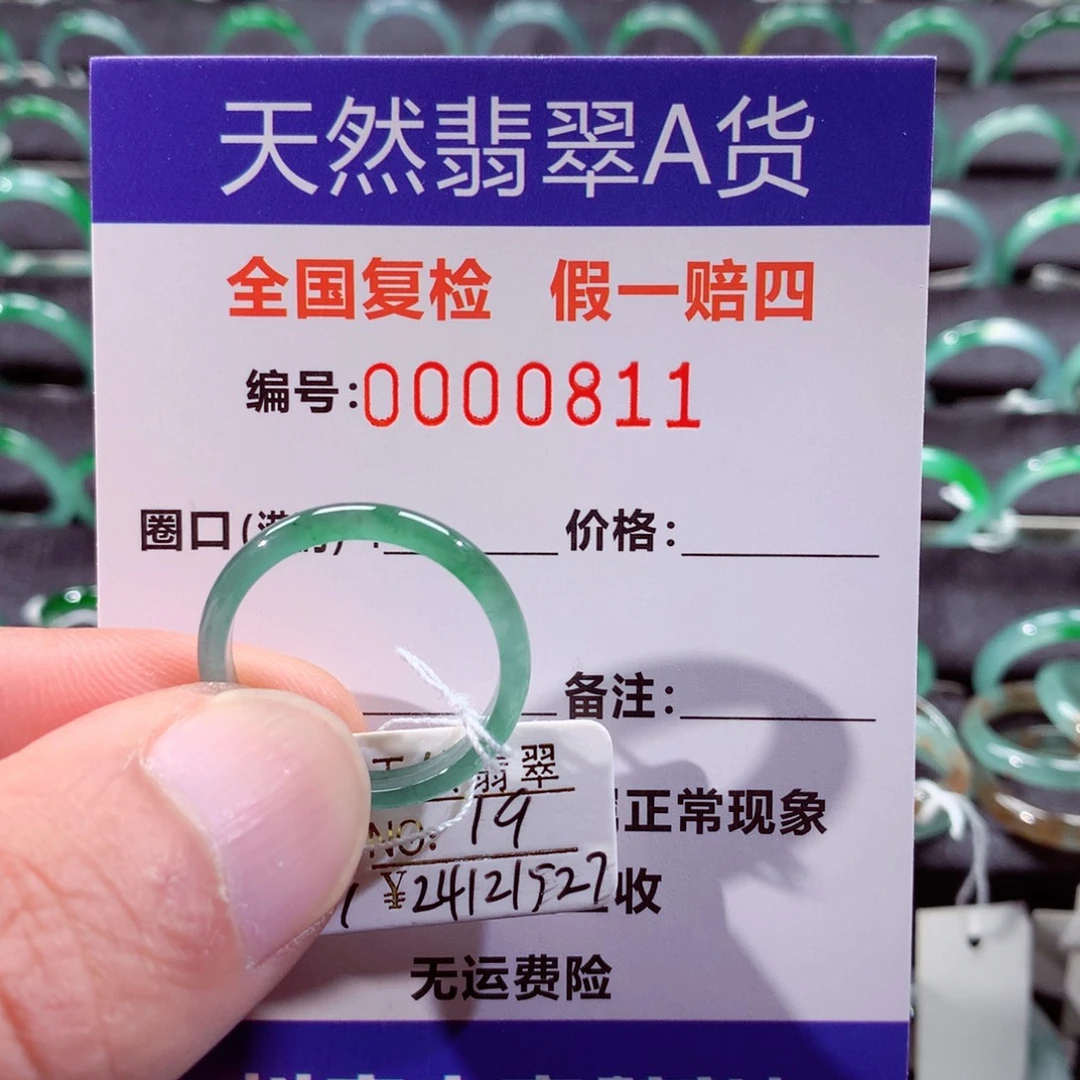 天然翡翠A货
全国复检 假一赔四
编号:0000811
圈口( 价格:
备注:
翡翠
NO: 19
正常现象
¥24121527
收
无运费险